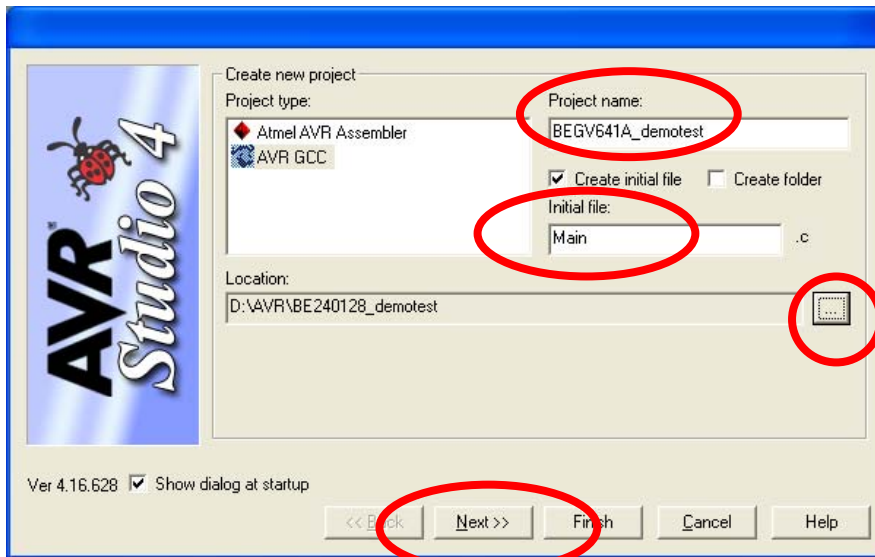 AVR® Studio 4
Create new project
Project type:
Atmel AVR Assembler
AVR GCC
Project name:
BEGV641A_demotest
Create initial file Create folder
Initial file:
Main .c
Location:
D:\AVR\BE240128_demotest ...
Ver 4.16.628 Show dialog at startup
<< Back Next >> Finish Cancel Help